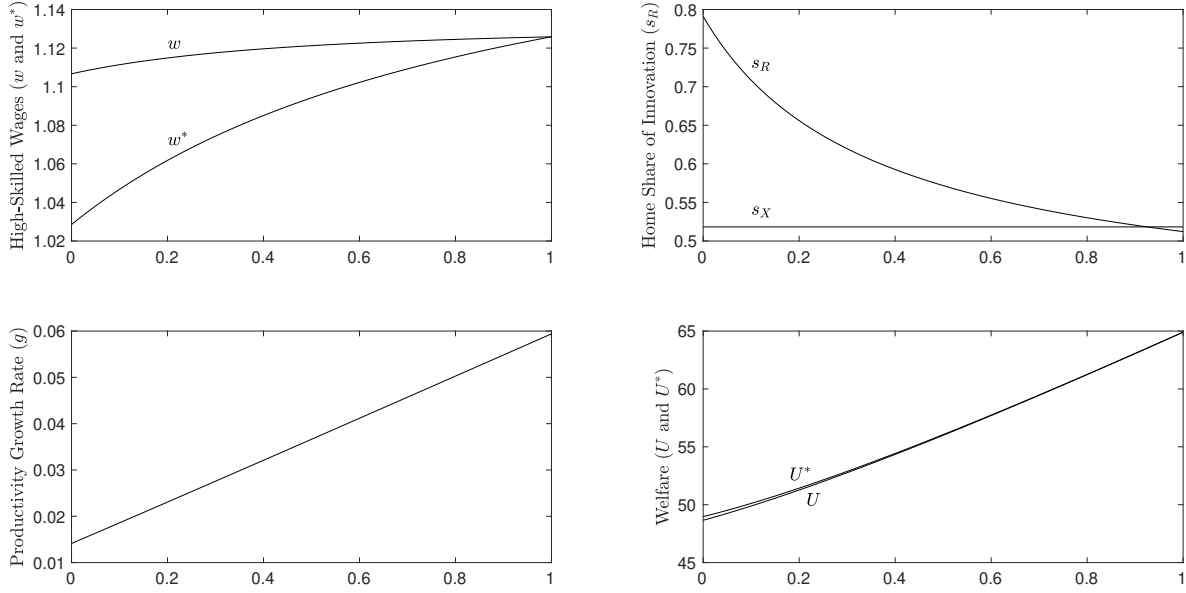 High-Skilled Wages (w and w*)
1.14
1.12
1.1
1.08
1.06
1.04
1.02
w
w*
0 0.2 0.4 0.6 0.8 1
Home Share of Innovation (s_R)
0.8
0.75
0.7
0.65
0.6
0.55
0.5
s_R
s_X
0 0.2 0.4 0.6 0.8 1
Productivity Growth Rate (g)
0.06
0.05
0.04
0.03
0.02
0.01
0 0.2 0.4 0.6 0.8 1
Welfare (U and U*)
65
60
55
50
45
U*
U
0 0.2 0.4 0.6 0.8 1